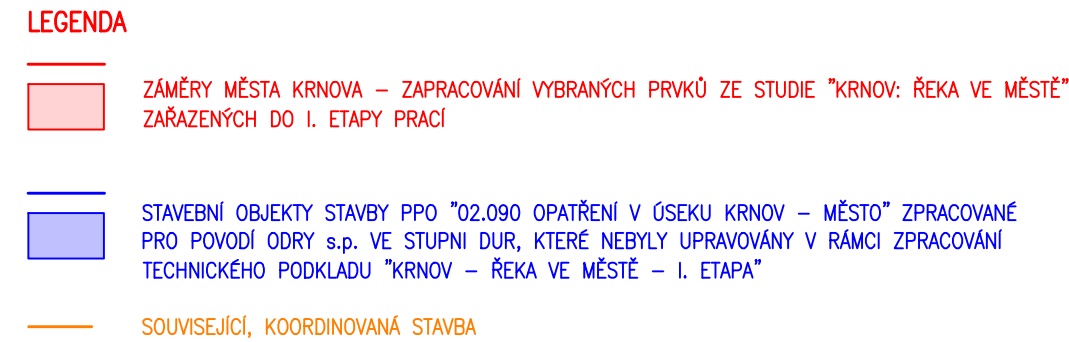 LEGENDA
ZÁMĚRY MĚSTA KRNOVA – ZAPRACOVÁNÍ VYBRANÝCH PRVKŮ ZE STUDIE "KRNOV: ŘEKA VE MĚSTĚ"
ZAŘAZENÝCH DO I. ETAPY PRACÍ
STAVEBNÍ OBJEKTY STAVBY PPO "02.090 OPATŘENÍ V ÚSEKU KRNOV – MĚSTO" ZPRACOVANÉ
PRO POVODÍ ODRY s.p. VE STUPNI DUR, KTERÉ NEBYLY UPRAVOVÁNY V RÁMCI ZPRACOVÁNÍ
TECHNICKÉHO PODKLADU "KRNOV – ŘEKA VE MĚSTĚ – I. ETAPA"
SOUVISEJÍCÍ, KOORDINOVANÁ STAVBA